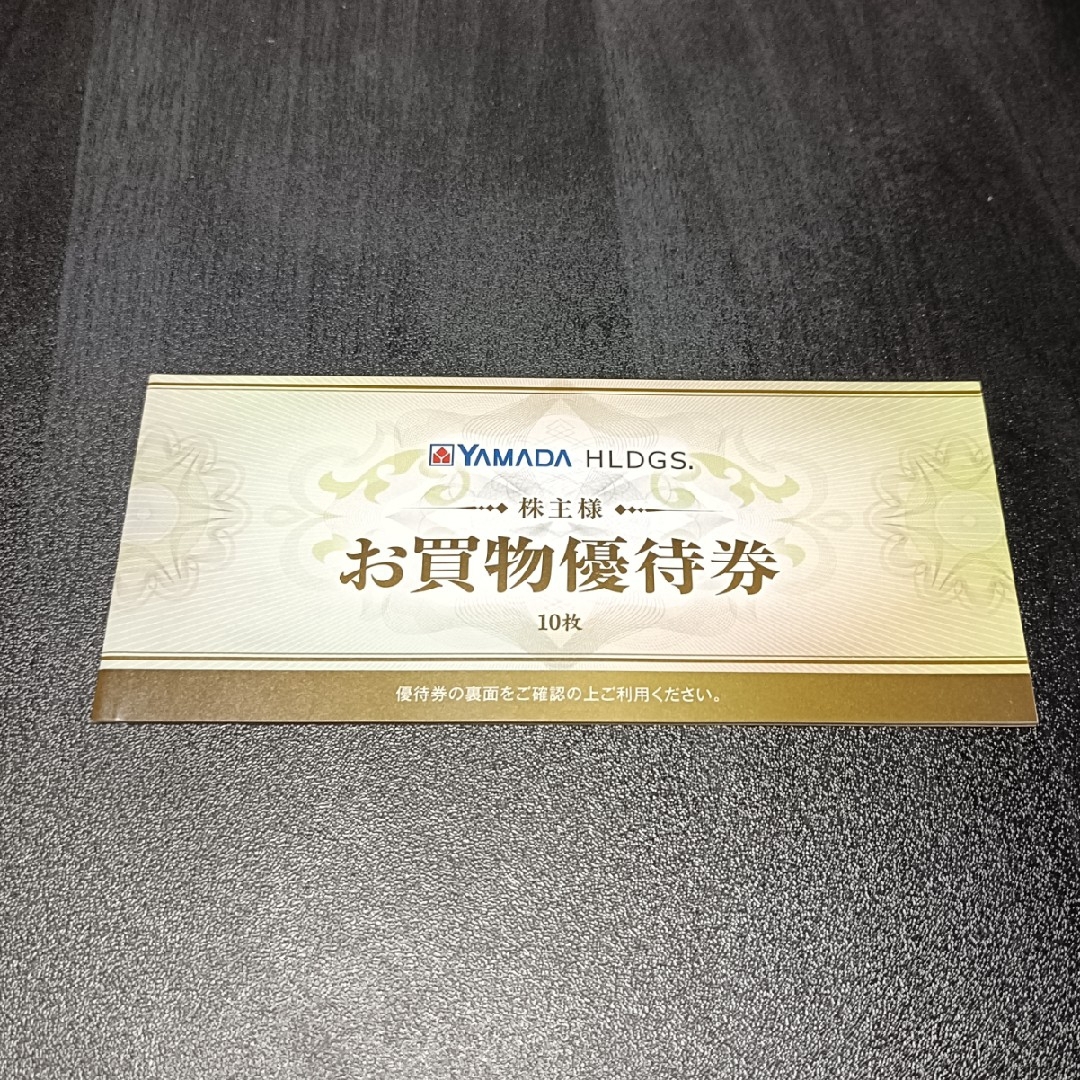 YAMADA HLDGS.
株主様
お買物優待券
10枚
優待券の裏面をご確認の上ご利用ください。